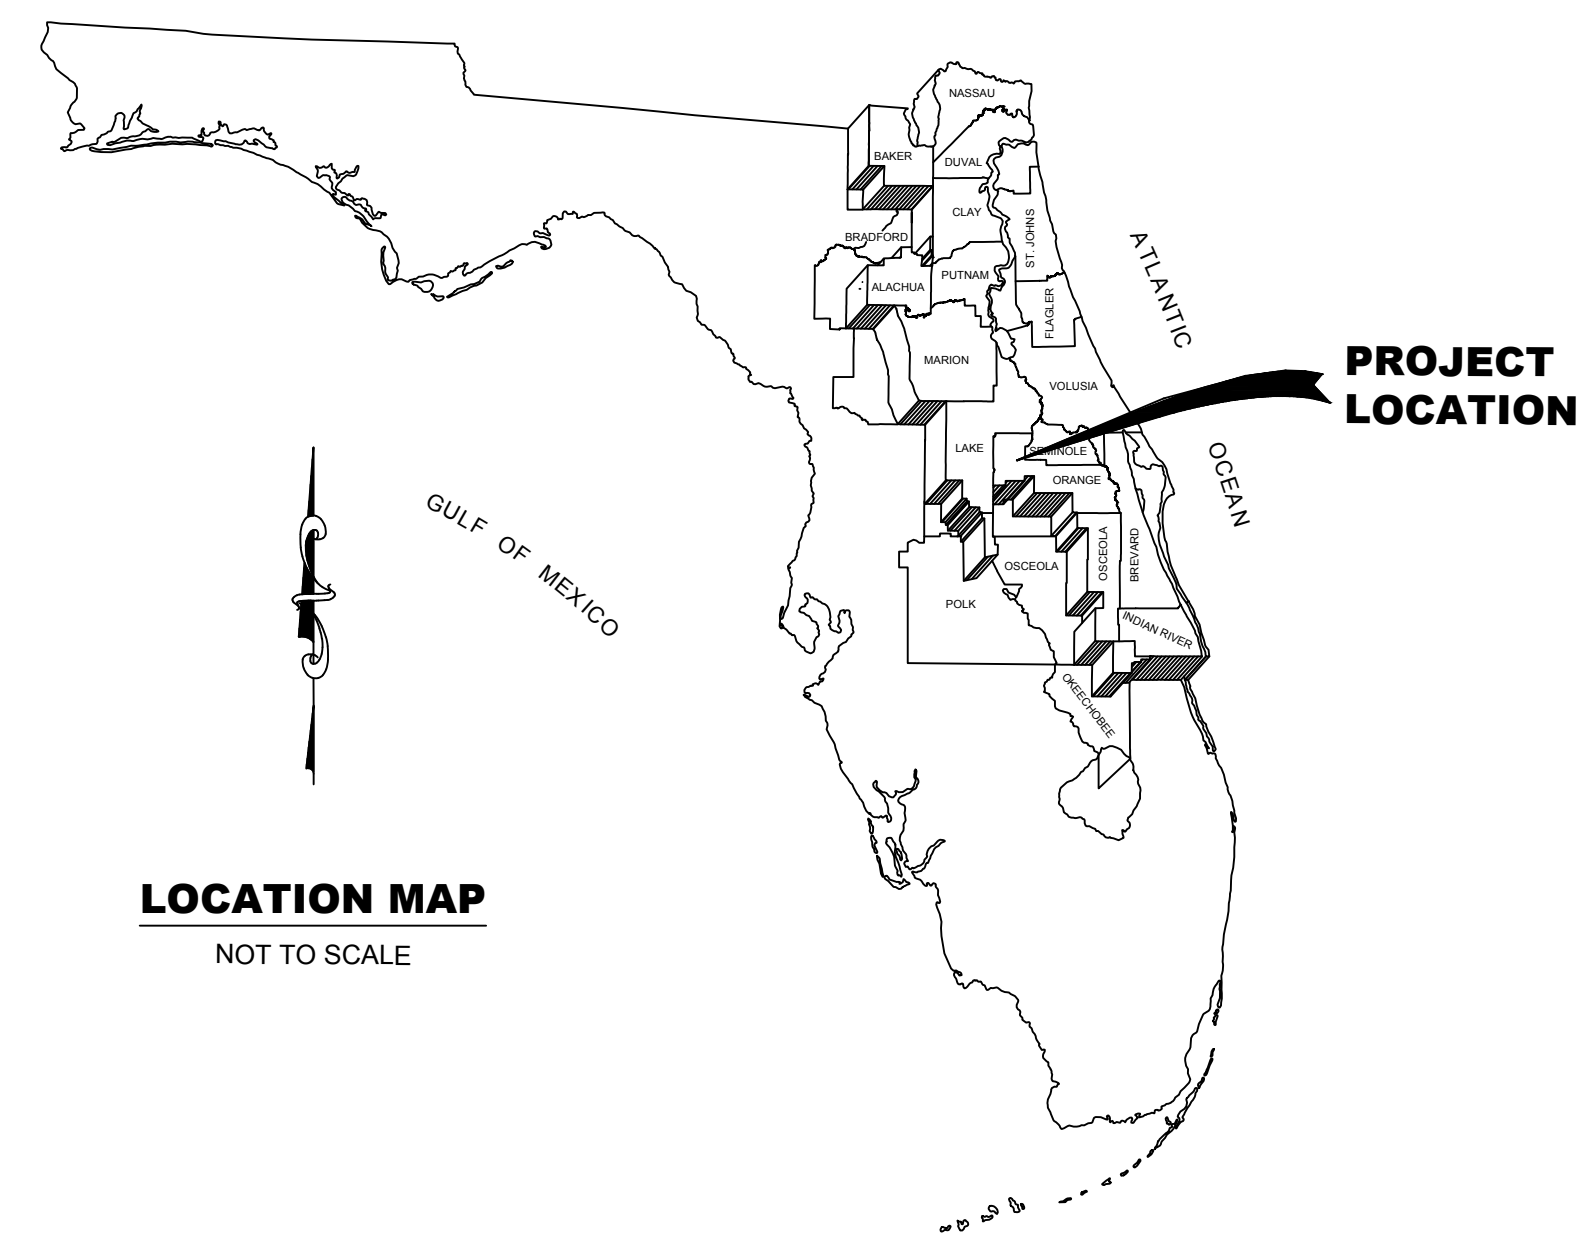 NASSAU
BAKER
DUVAL
CLAY
ST. JOHNS
BRADFORD
ALACHUA
PUTNAM
FLAGLER
MARION
VOLUSIA
LAKE
SEMINOLE
ORANGE
OSCEOLA
OSCEOLA
BREVARD
POLK
INDIAN RIVER
OKEECHOBEE
ATLANTIC
OCEAN
PROJECT
LOCATION
GULF OF MEXICO
LOCATION MAP
NOT TO SCALE